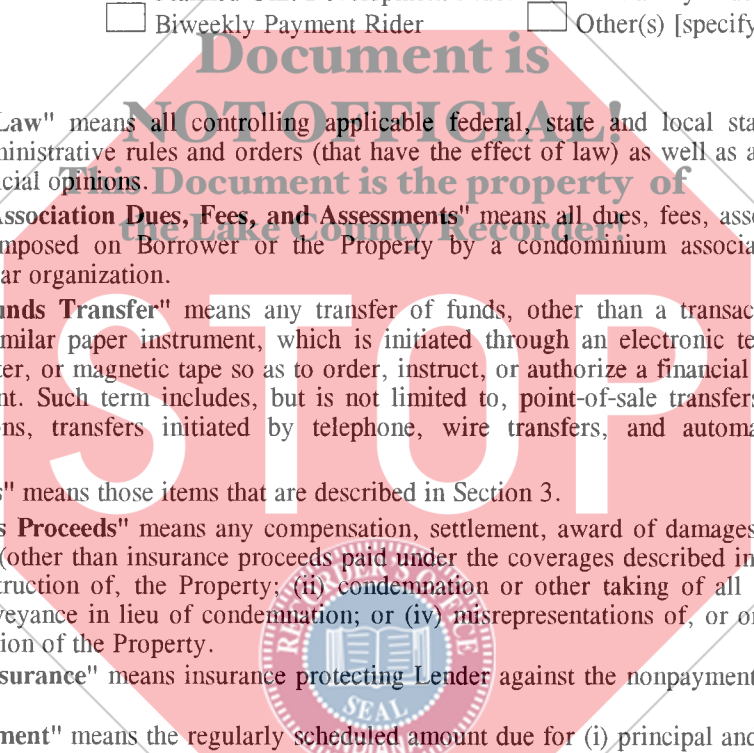 Biweekly Payment Rider
Other(s) [specify
Document is
Law" means all controlling applicable federal, state and local sta
NOT OFFICIAL!
ministrative rules and orders (that have the effect of law) as well as a
icial opinions.
This Document is the property of
Association Dues, Fees, and Assessments" means all dues, fees, asse
the Lake County Recorder!
mposed on Borrower or the Property by a condominium associa
ar organization.
unds Transfer" means any transfer of funds, other than a transac
imilar paper instrument, which is initiated through an electronic te
ter, or magnetic tape so as to order, instruct, or authorize a financial
nt. Such term includes, but is not limited to, point-of-sale transfers
ons, transfers initiated by telephone, wire transfers, and automa
STOP
s" means those items that are described in Section 3.
s Proceeds" means any compensation, settlement, award of damages
(other than insurance proceeds paid under the coverages described in
truction of, the Property; (ii) condemnation or other taking of all
veyance in lieu of condemnation; or (iv) misrepresentations of, or o
tion of the Property.
surance" means insurance protecting Lender against the nonpayment
RECORDER'S OFFICE
SEAL
ment" means the regularly scheduled amount due for (i) principal and